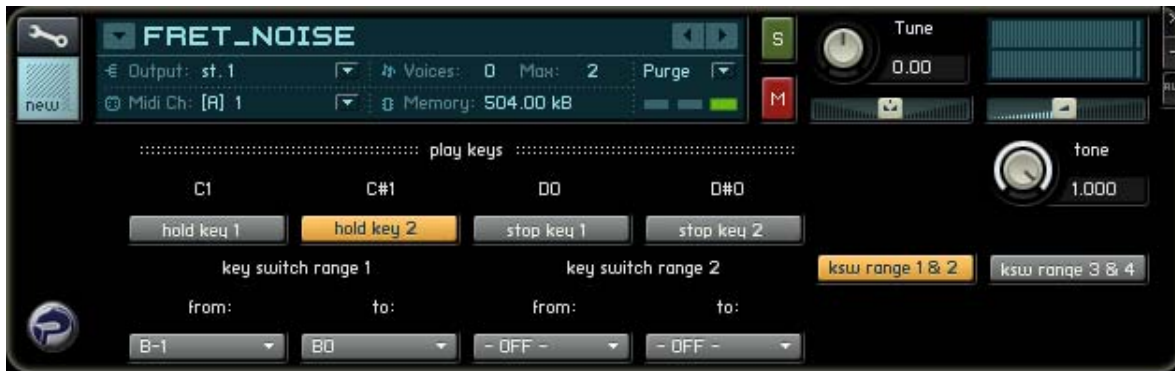 FRET_NOISE
S
Tune
Output: st.1
Voices: 0 Max: 2
Purge
0.00
new
Midi Ch: [A] 1
Memory: 504.00 kB
M
play keys
tone
C1
C#1
D0
D#0
1.000
hold key 1
hold key 2
stop key 1
stop key 2
key switch range 1
key switch range 2
ksw range 1 & 2
ksw range 3 & 4
from:
to:
from:
to:
B-1
B0
- OFF -
- OFF -